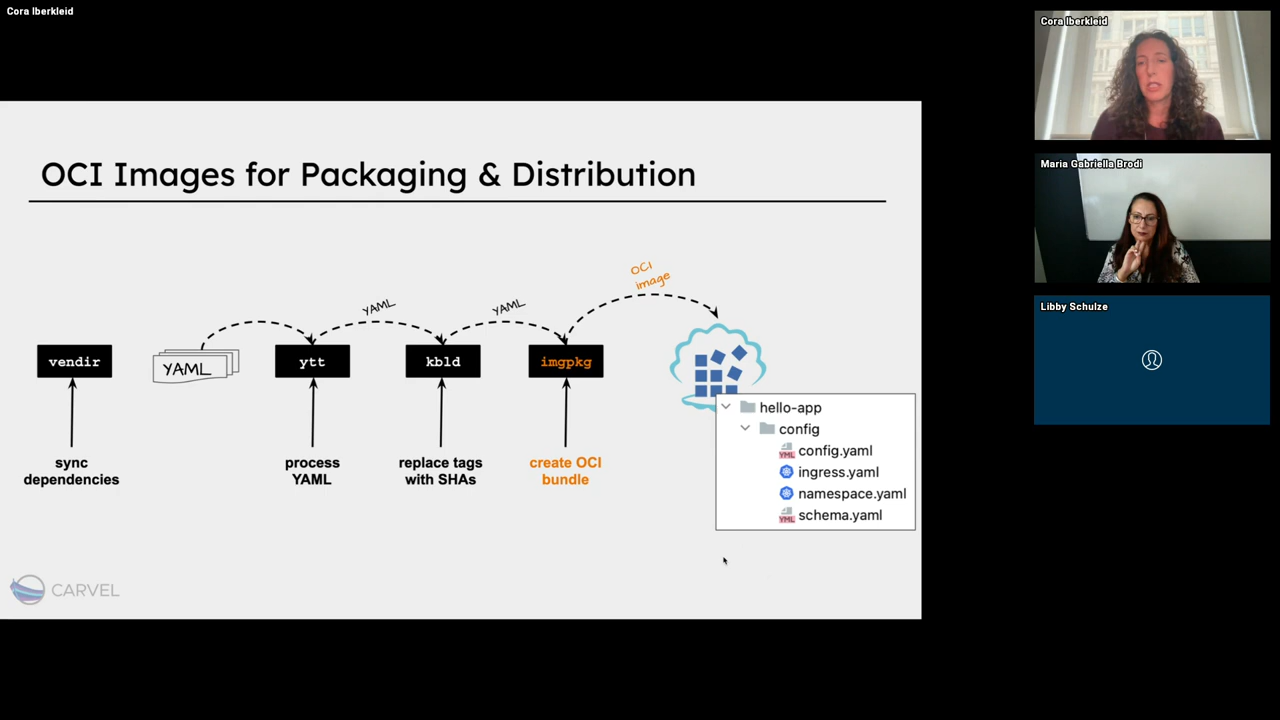 Cora Iberkleid
Cora Iberkleid
Maria Gabriella Brodi
Libby Schulze
OCI Images for Packaging & Distribution
YAML
YAML
OCI
image
vendir
YAML
ytt
kbld
imgpkg
sync
dependencies
process
YAML
replace tags
with SHAs
create OCI
bundle
hello-app
config
config.yaml
ingress.yaml
namespace.yaml
schema.yaml
YML
YML
CARVEL